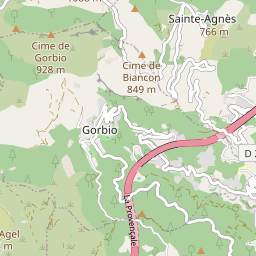 Sainte-Agnès
766 m
Cime de
Gorbio
928 m
Cime de
Biancon
849 m
Gorbio
D 2
La Provençale
Agel
m